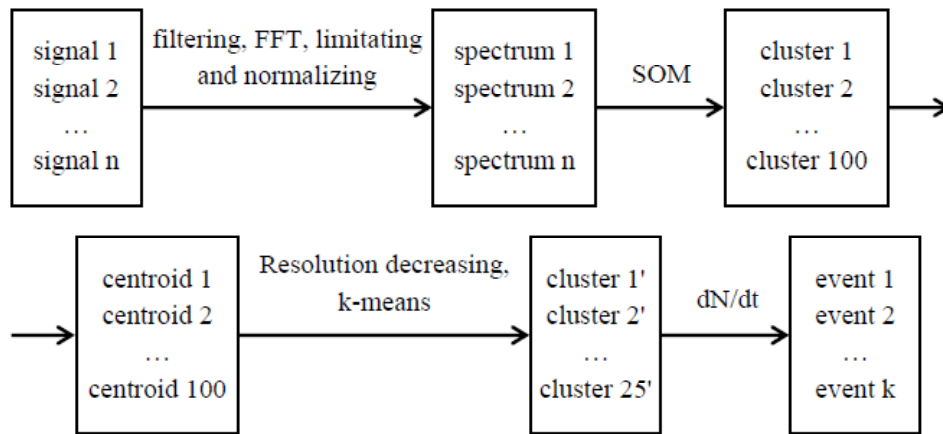 signal 1
signal 2
…
signal n
filtering, FFT, limitating
and normalizing
spectrum 1
spectrum 2
…
spectrum n
SOM
cluster 1
cluster 2
…
cluster 100
centroid 1
centroid 2
…
centroid 100
Resolution decreasing,
k-means
cluster 1'
cluster 2'
…
cluster 25'
dN/dt
event 1
event 2
…
event k